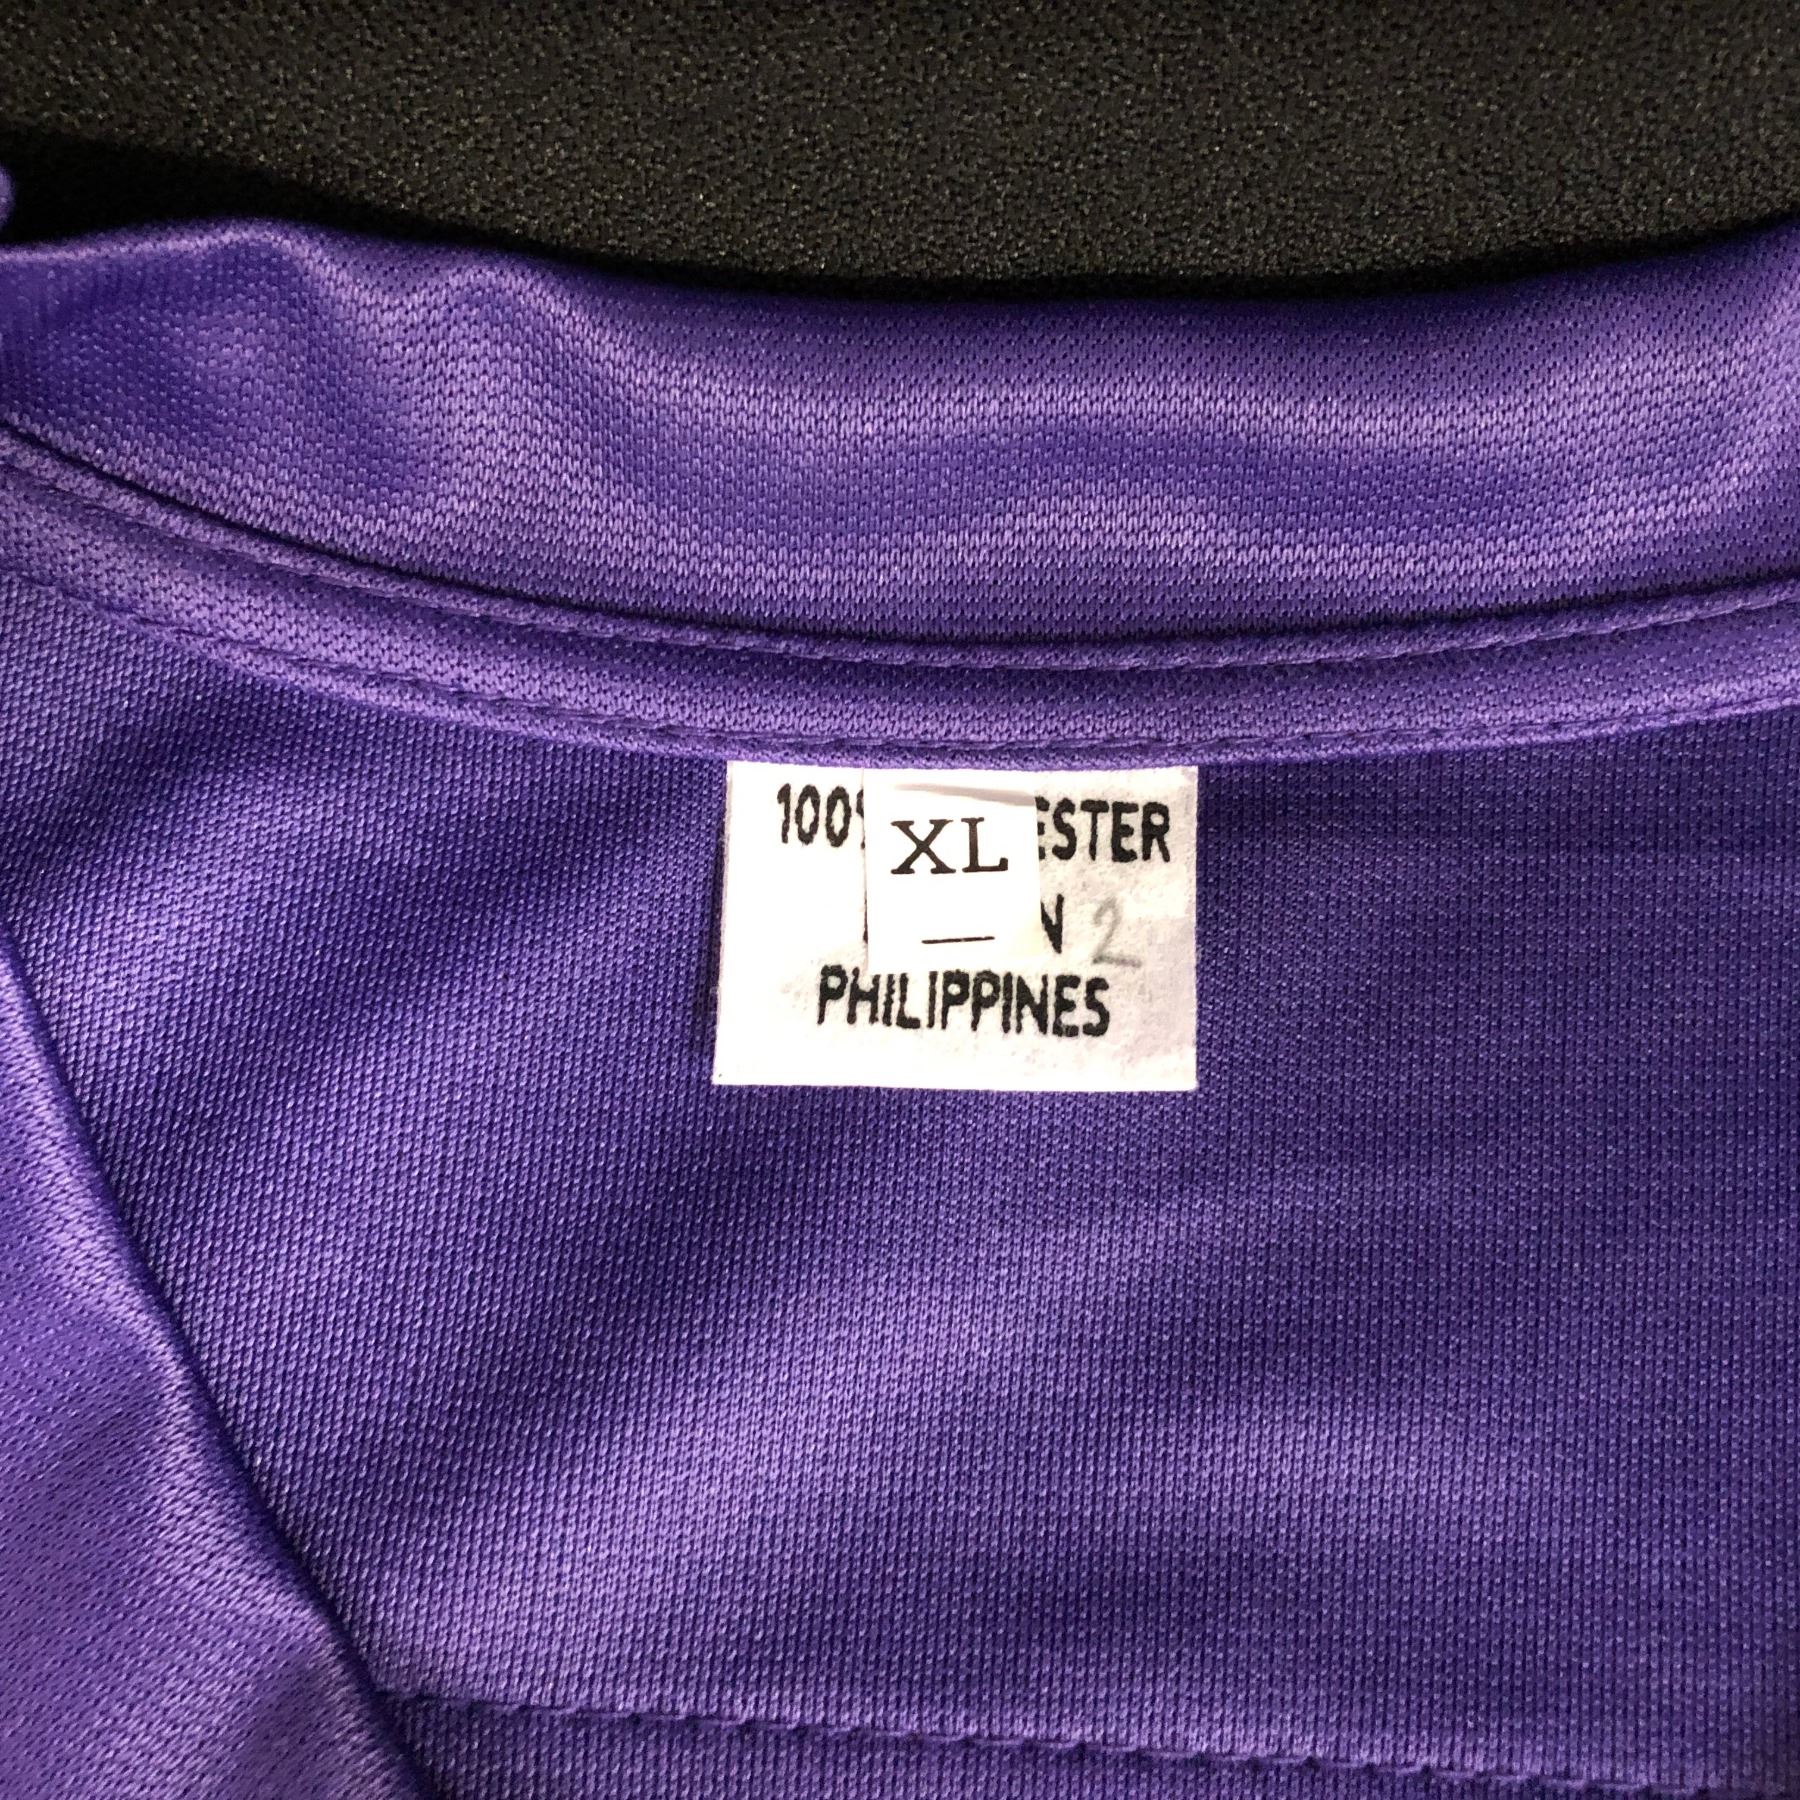 100%
XL
ESTER
N 2
PHILIPPINES